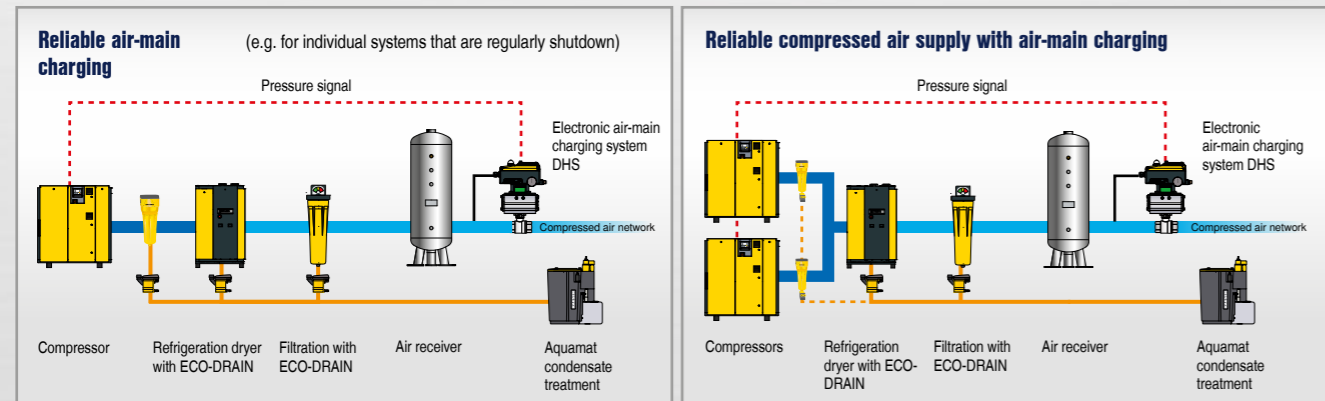 Reliable air-main
charging
(e.g. for individual systems that are regularly shutdown)
Pressure signal
Electronic air-main
charging system
DHS
Compressed air network
Compressor
Refrigeration dryer
with ECO-DRAIN
Filtration with
ECO-DRAIN
Air receiver
Aquamat
condensate
treatment
Reliable compressed air supply with air-main charging
Pressure signal
Electronic
air-main charging
system DHS
Compressed air network
Compressors
Refrigeration
dryer with ECO-
DRAIN
Filtration with
ECO-DRAIN
Air receiver
Aquamat
condensate
treatment